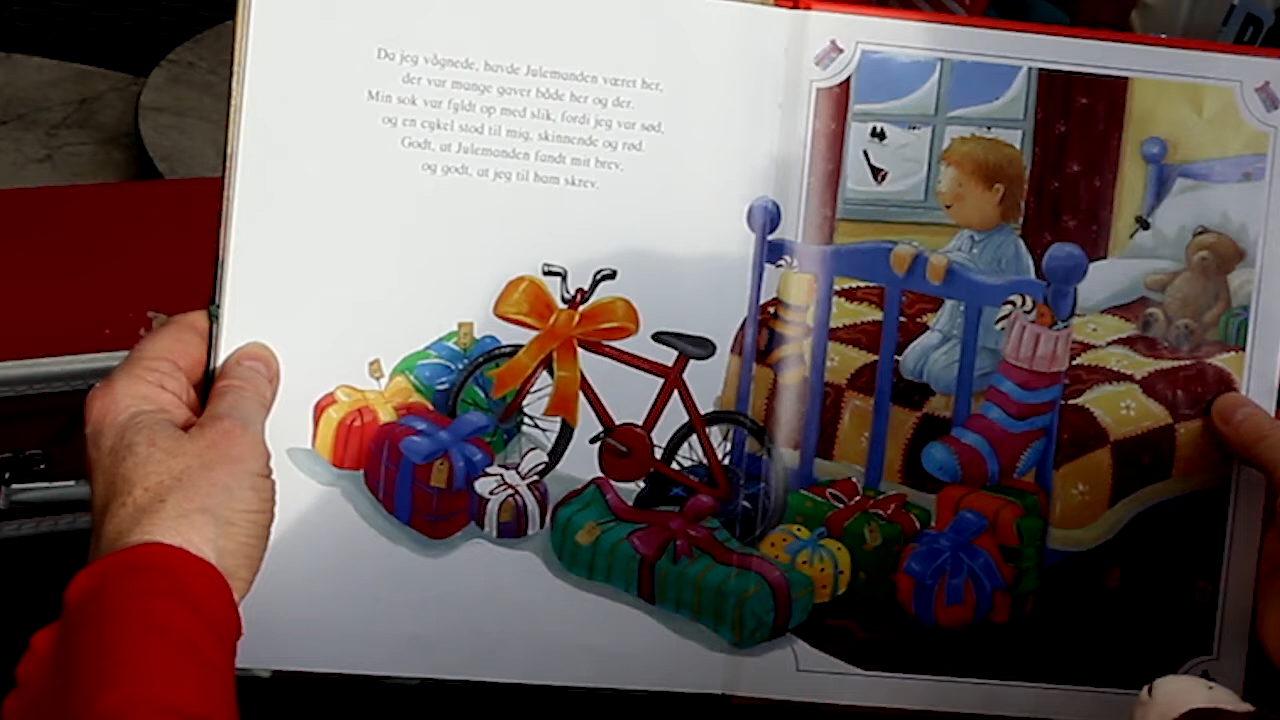 Da jeg vågnede, havde Julemanden været her,
der var mange gaver både her og der.
Min sok var fyldt op med slik, fordi jeg var sød,
og en cykel stod til mig, skinnende og rød.
Godt, at Julemanden fandt mit brev,
og godt, at jeg til ham skrev.